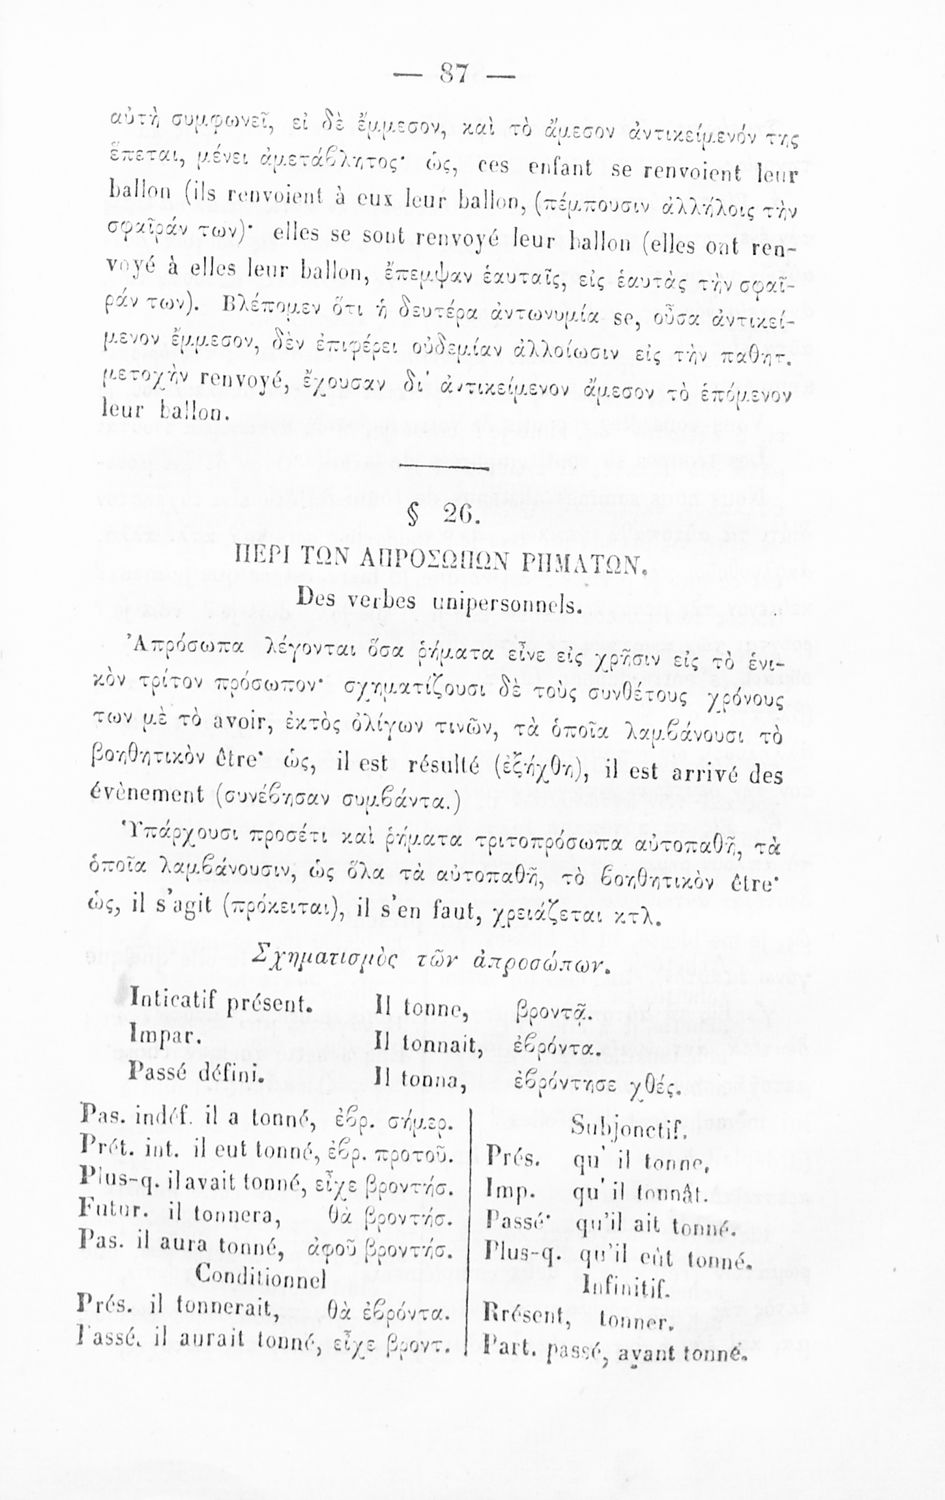 — 87 —
αὐτὴ συμφωνεῖ, εἰ δὲ ἔμμεσον, καὶ τὸ ἄμεσον ἀντικείμενόν της
ἕπεται, μένει ἀμετάβλητος· ὡς, ces enfant se renvoient leur
ballon (ils renvoient à eux leur ballon, (πέμπουσιν ἀλλήλοις τὴν
σφαῖράν των)· elles se sont renvoyé leur ballon (elles ont ren-
voyé à elles leur ballon, ἔπεμψαν ἑαυταῖς, εἰς ἑαυτὰς τὴν σφαῖ-
ράν των). Βλέπομεν ὅτι ἡ δευτέρα ἀντωνυμία se, οὖσα ἀντικεί-
μενον ἔμμεσον, δὲν ἐπιφέρει οὐδεμίαν ἀλλοίωσιν εἰς τὴν παθητ.
μετοχὴν renvoyé, ἔχουσαν δι' ἀντικείμενον ἄμεσον τὸ ἑπόμενον
leur ballon.
§ 26.
ΠΕΡΙ ΤΩΝ ΑΠΡΟΣΩΠΩΝ ΡΗΜΑΤΩΝ.
Des verbes unipersonnels.
Ἀπρόσωπα λέγονται ὅσα ῥήματα εἶνε εἰς χρῆσιν εἰς τὸ ἑνι-
κὸν τρίτον πρόσωπον· σχηματίζουσι δὲ τοὺς συνθέτους χρόνους
των μὲ τὸ avoir, ἐκτὸς ὀλίγων τινῶν, τὰ ὁποῖα λαμβάνουσι τὸ
βοηθητικὸν être· ὡς, il est résulté (ἐξήχθη), il est arrivé des
évènement (συνέβησαν συμβάντα.)
Ὑπάρχουσι προσέτι καὶ ῥήματα τριτοπρόσωπα αὐτοπαθῆ, τὰ
ὁποῖα λαμβάνουσιν, ὡς ὅλα τὰ αὐτοπαθῆ, τὸ βοηθητικὸν être·
ὡς, il s'agit (πρόκειται), il s'en faut, χρειάζεται κτλ.
Σχηματισμὸς τῶν ἀπροσώπων.
Inticatif présent. Il tonne, βροντᾷ.
Impar. Il tonnait, ἐβρόντα.
Passé défini. Il tonna, ἐβρόντησε χθές.
Pas. indéf. il a tonné, ἐβρ. σήμερ.
Prét. int. il eut tonné, ἐβρ. προτοῦ.
Plus-q. il avait tonné, εἶχε βροντήσ.
Futur. il tonnera, θὰ βροντήσ.
Pas. il aura tonné, ἀφοῦ βροντήσ.
Conditionnel
Prés. il tonnerait, θὰ ἐβρόντα.
Passé. il aurait tonné, εἶχε βροντ.
Subjonctif.
Prés. qu' il tonne,
Imp. qu' il tonnât.
Passé· qu'il ait tonné.
Plus-q. qu'il eût tonné.
Infinitif.
Rrésent, tonner.
Part. passé, ayant tonné.